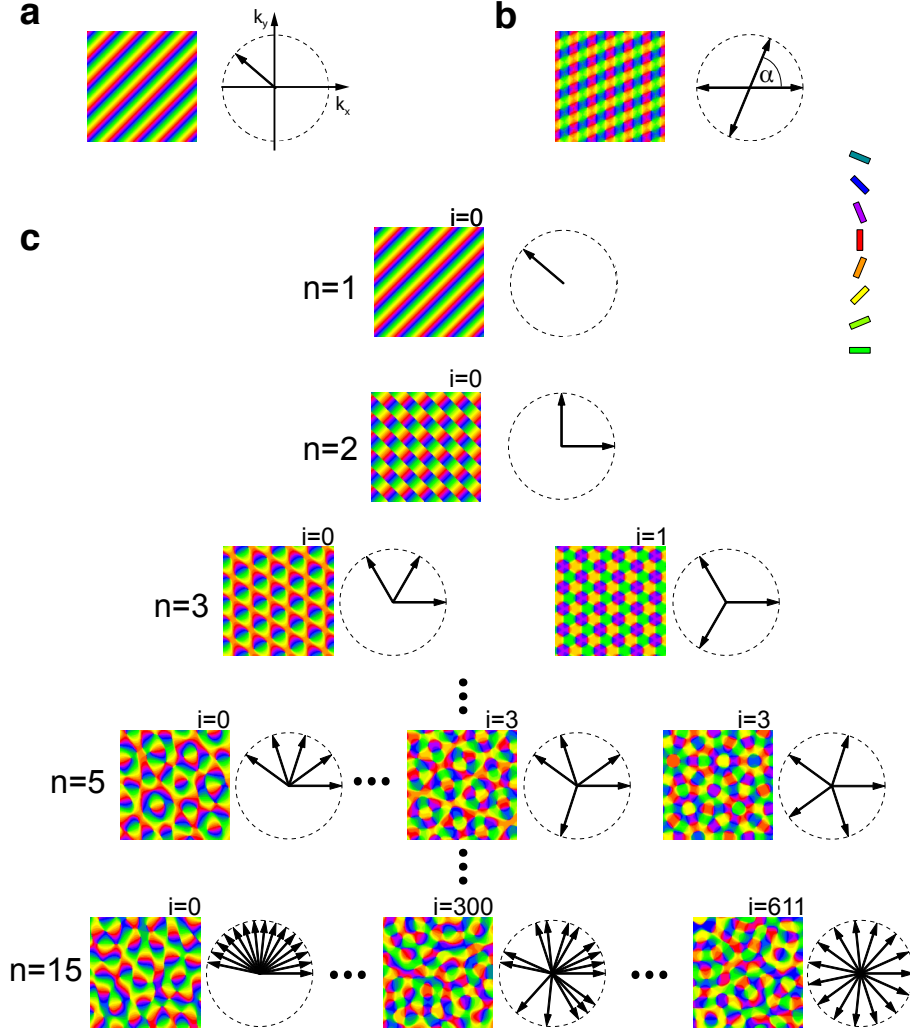 a
k_y
k_x
b
α
c
i=0
n=1
i=0
n=2
i=0
i=1
n=3
i=0
i=3
i=3
n=5
i=0
i=300
i=611
n=15